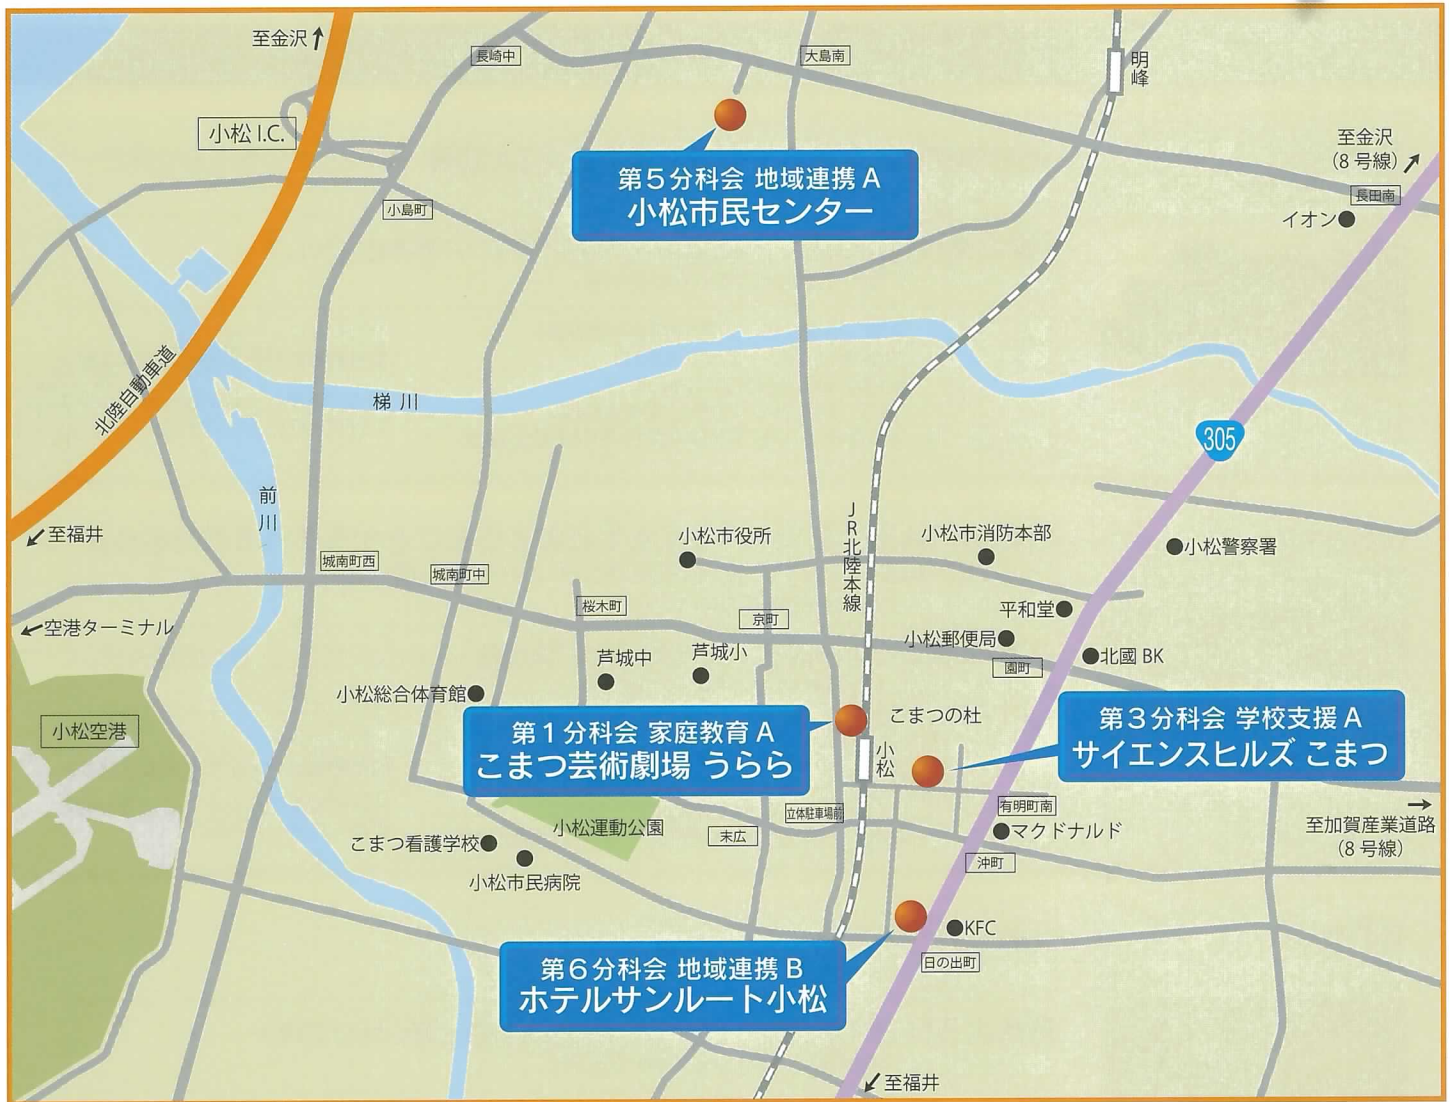 至金沢
長崎中
大島南
明峰
小松 I.C.
至金沢
(8 号線)
長田南
イオン
第5分科会 地域連携 A
小松市民センター
小島町
北陸自動車道
梯川
305
前川
至福井
JR北陸本線
小松市役所
小松市消防本部
小松警察署
城南町西
城南町中
桜木町
京町
平和堂
空港ターミナル
小松郵便局
園町
北國 BK
芦城中
芦城小
小松総合体育館
小松空港
第1分科会 家庭教育 A
こまつ芸術劇場 うらら
こまつの杜
小松
第3分科会 学校支援 A
サイエンスヒルズ こまつ
有明町南
立体駐車場前
小松運動公園
末広
マクドナルド
至加賀産業道路
(8 号線)
こまつ看護学校
小松市民病院
沖町
KFC
日の出町
第6分科会 地域連携 B
ホテルサンルート小松
至福井